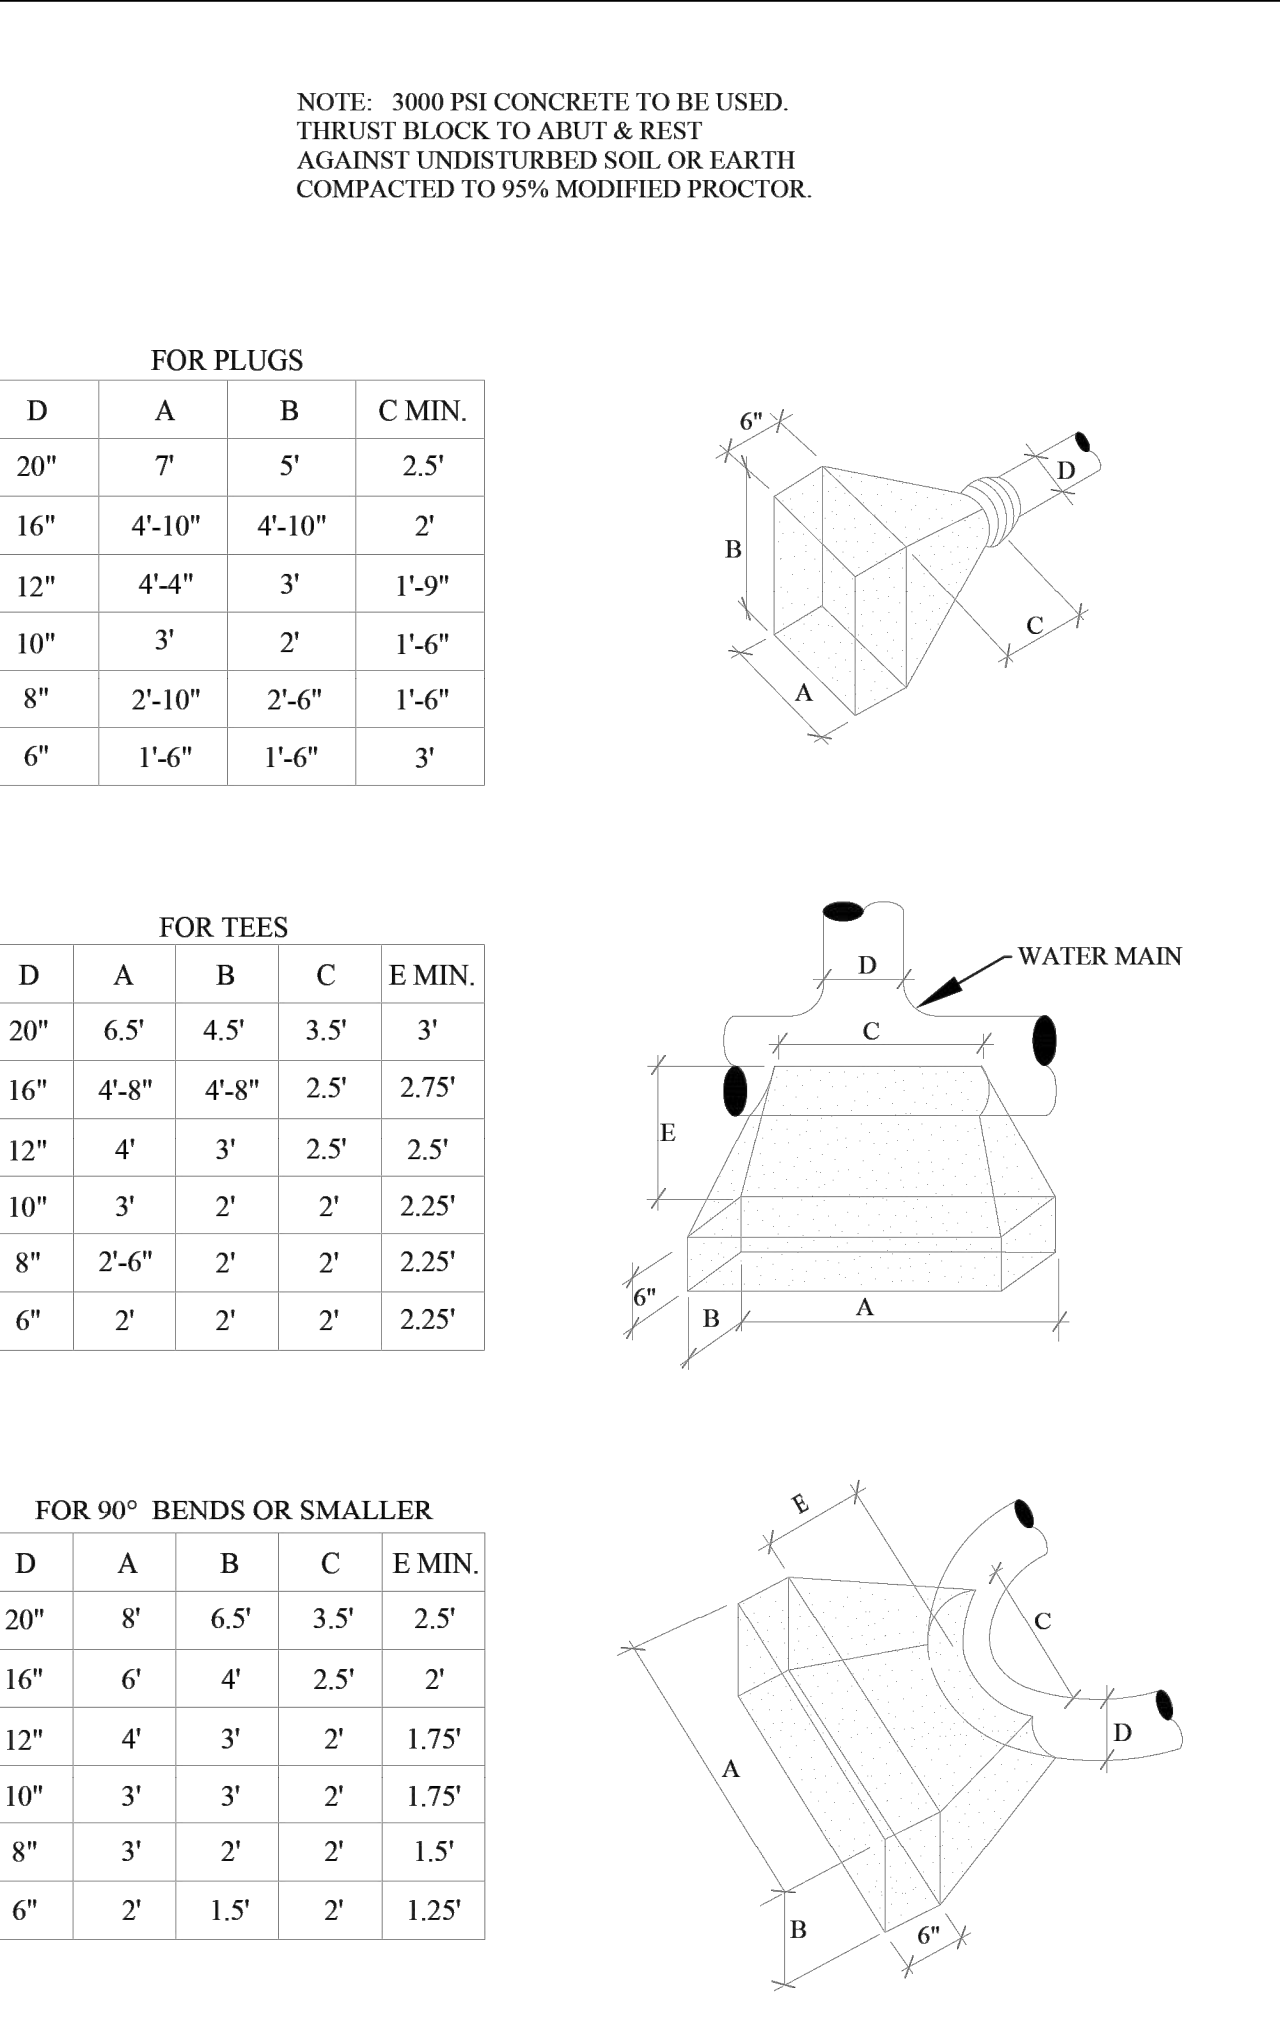 NOTE: 3000 PSI CONCRETE TO BE USED.
THRUST BLOCK TO ABUT & REST
AGAINST UNDISTURBED SOIL OR EARTH
COMPACTED TO 95% MODIFIED PROCTOR.
FOR PLUGS
D A B C MIN.
20" 7' 5' 2.5'
16" 4'-10" 4'-10" 2'
12" 4'-4" 3' 1'-9"
10" 3' 2' 1'-6"
8" 2'-10" 2'-6" 1'-6"
6" 1'-6" 1'-6" 3'
6"
D
B
C
A
FOR TEES
D A B C E MIN.
20" 6.5' 4.5' 3.5' 3'
16" 4'-8" 4'-8" 2.5' 2.75'
12" 4' 3' 2.5' 2.5'
10" 3' 2' 2' 2.25'
8" 2'-6" 2' 2' 2.25'
6" 2' 2' 2' 2.25'
WATER MAIN
D
C
E
6"
B
A
FOR 90° BENDS OR SMALLER
D A B C E MIN.
20" 8' 6.5' 3.5' 2.5'
16" 6' 4' 2.5' 2'
12" 4' 3' 2' 1.75'
10" 3' 3' 2' 1.75'
8" 3' 2' 2' 1.5'
6" 2' 1.5' 2' 1.25'
E
C
D
A
B
6"